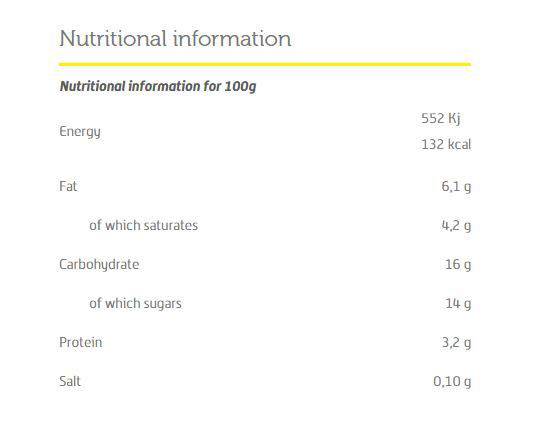 Nutritional information
Nutritional information for 100g
Energy
552 Kj
132 kcal
Fat 6,1 g
of which saturates 4,2 g
Carbohydrate 16 g
of which sugars 14 g
Protein 3,2 g
Salt 0,10 g